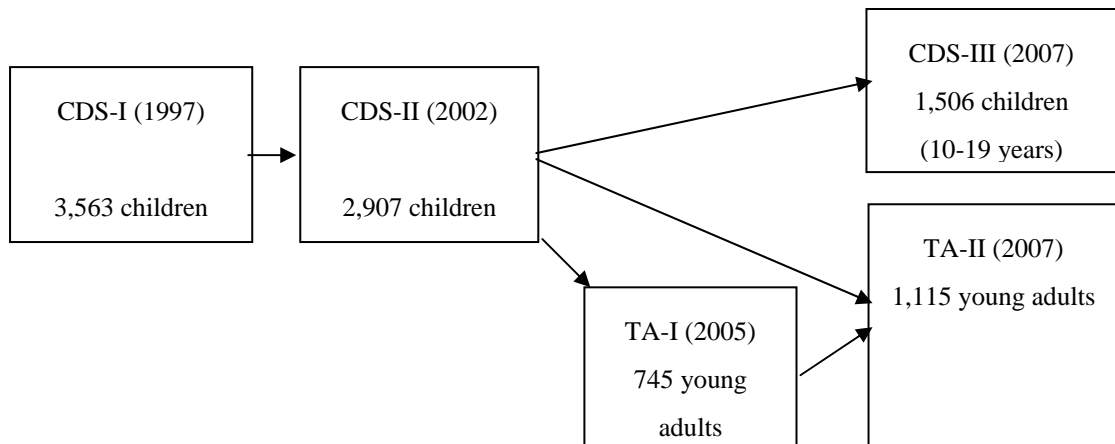 CDS-I (1997)
3,563 children
CDS-II (2002)
2,907 children
CDS-III (2007)
1,506 children
(10-19 years)
TA-I (2005)
745 young
adults
TA-II (2007)
1,115 young adults